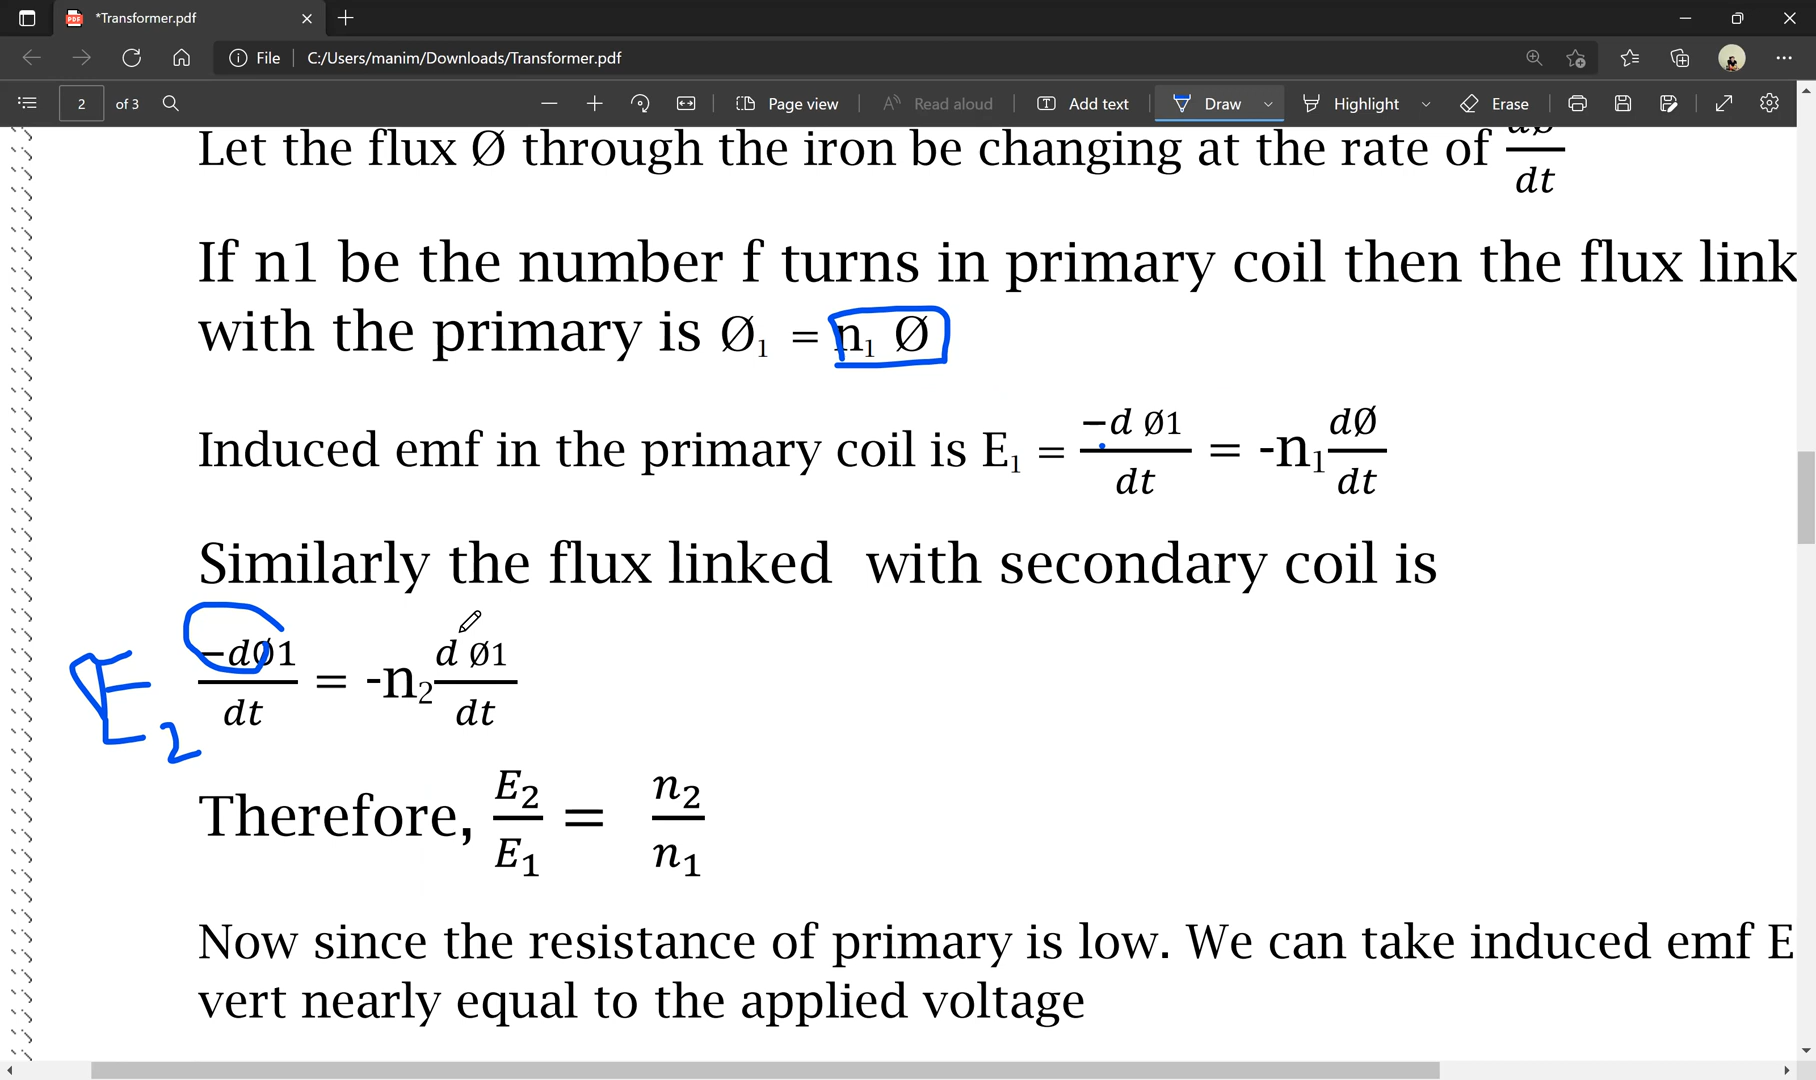 *Transformer.pdf
File C:/Users/manim/Downloads/Transformer.pdf
2 of 3 Page view Read aloud Add text Draw Highlight Erase
Let the flux Ø through the iron be changing at the rate of dØ/dt
If n1 be the number f turns in primary coil then the flux link
with the primary is Ø₁ = n₁ Ø
Induced emf in the primary coil is E₁ = −d Ø1/dt = -n₁ dØ/dt
Similarly the flux linked with secondary coil is
E₂ −dØ1/dt = -n₂ d Ø1/dt
Therefore, E₂/E₁ = n₂/n₁
Now since the resistance of primary is low. We can take induced emf E
vert nearly equal to the applied voltage